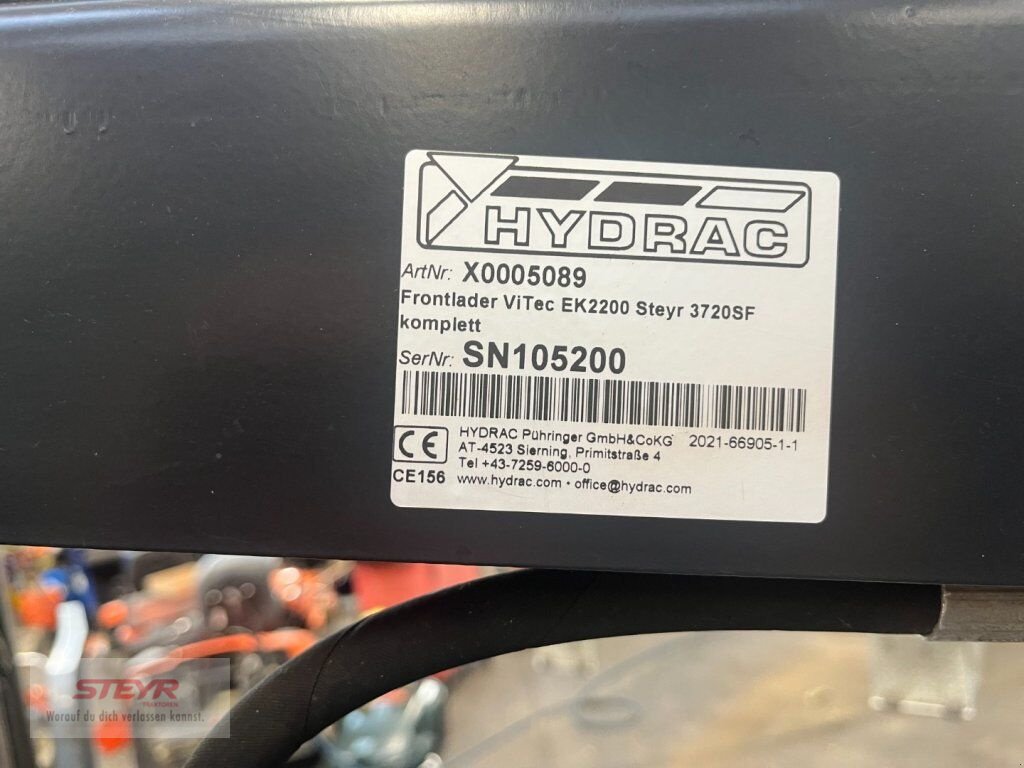 HYDRAC
ArtNr: X0005089
Frontlader ViTec EK2200 Steyr 3720SF
komplett
SerNr: SN105200
HYDRAC Pühringer GmbH&CoKG 2021-66905-1-1
AT-4523 Sierning, Primitstraße 4
Tel +43-7259-6000-0
CE156 www.hydrac.com • office@hydrac.com
CE
STEYR
TRAKTOREN
Worauf du dich verlassen kannst.